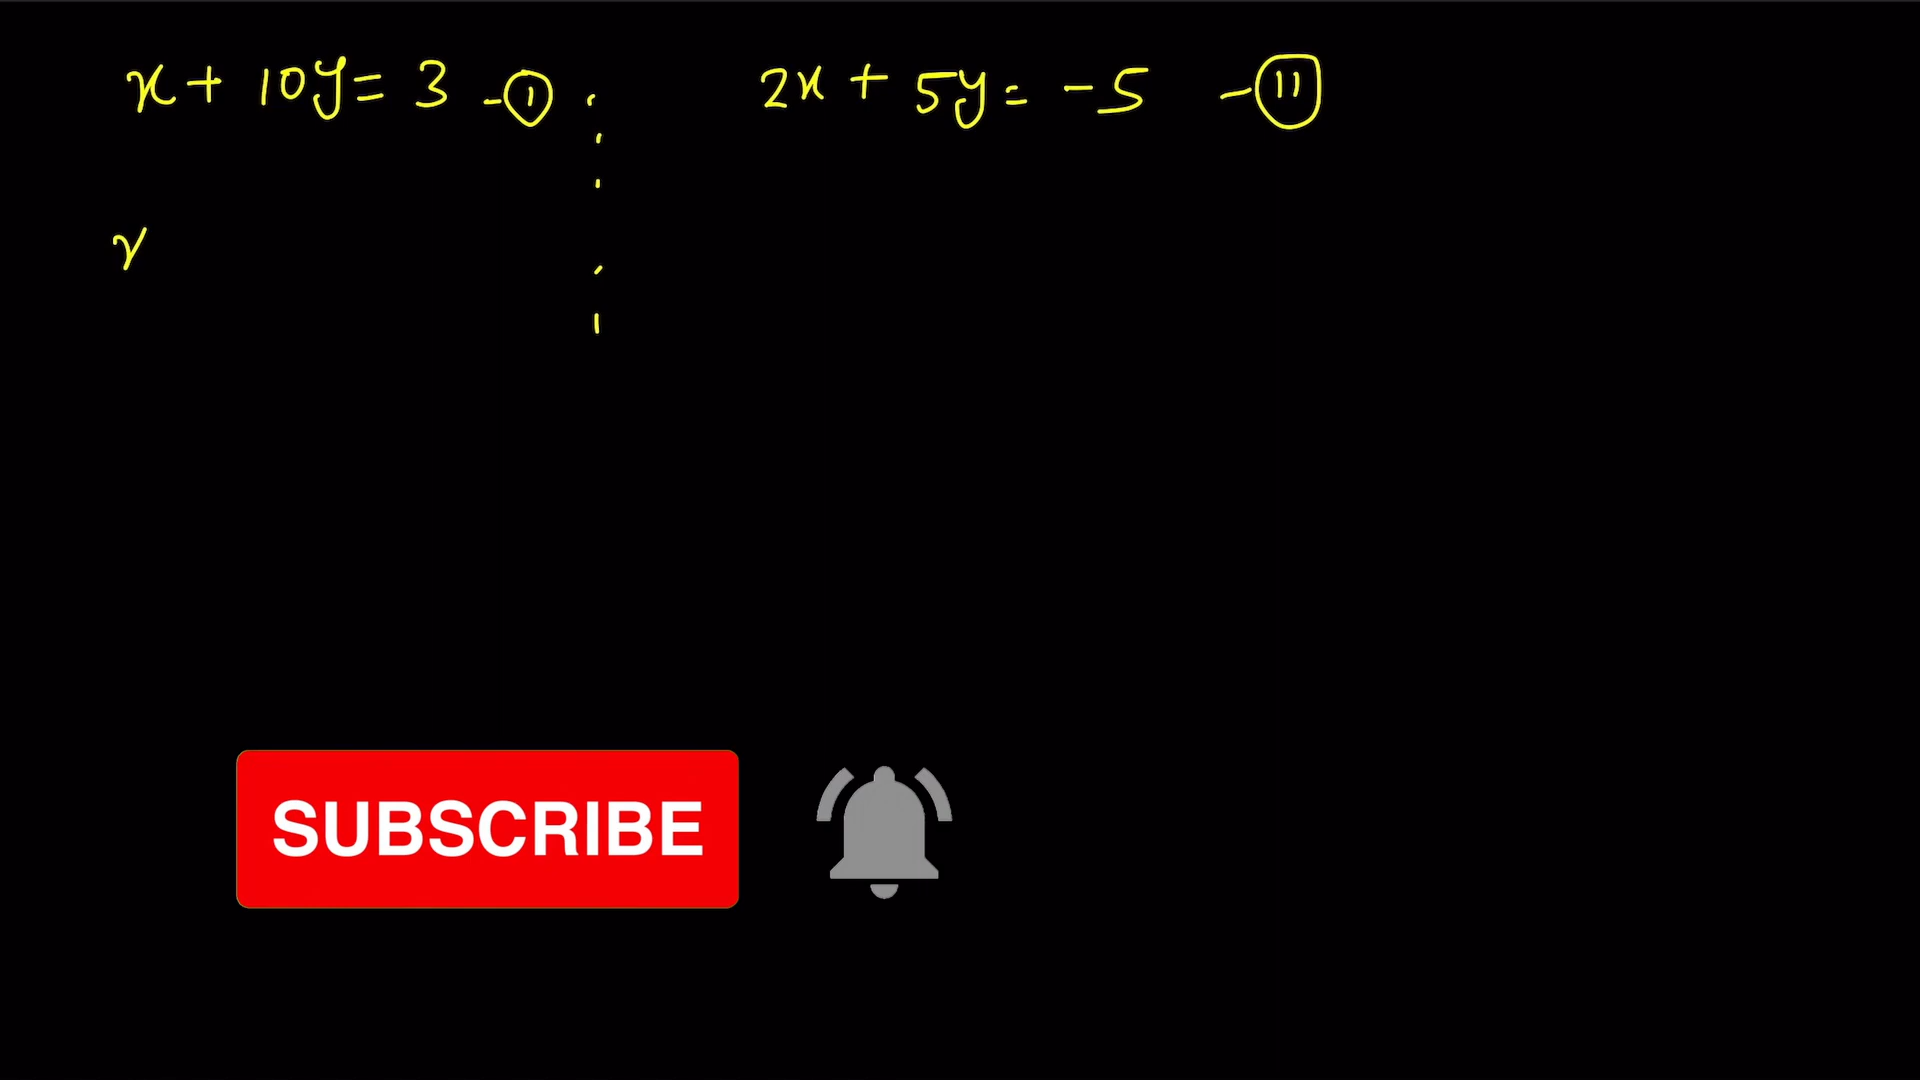 x + 10y = 3 - ① 2x + 5y = -5 - ⑪
SUBSCRIBE